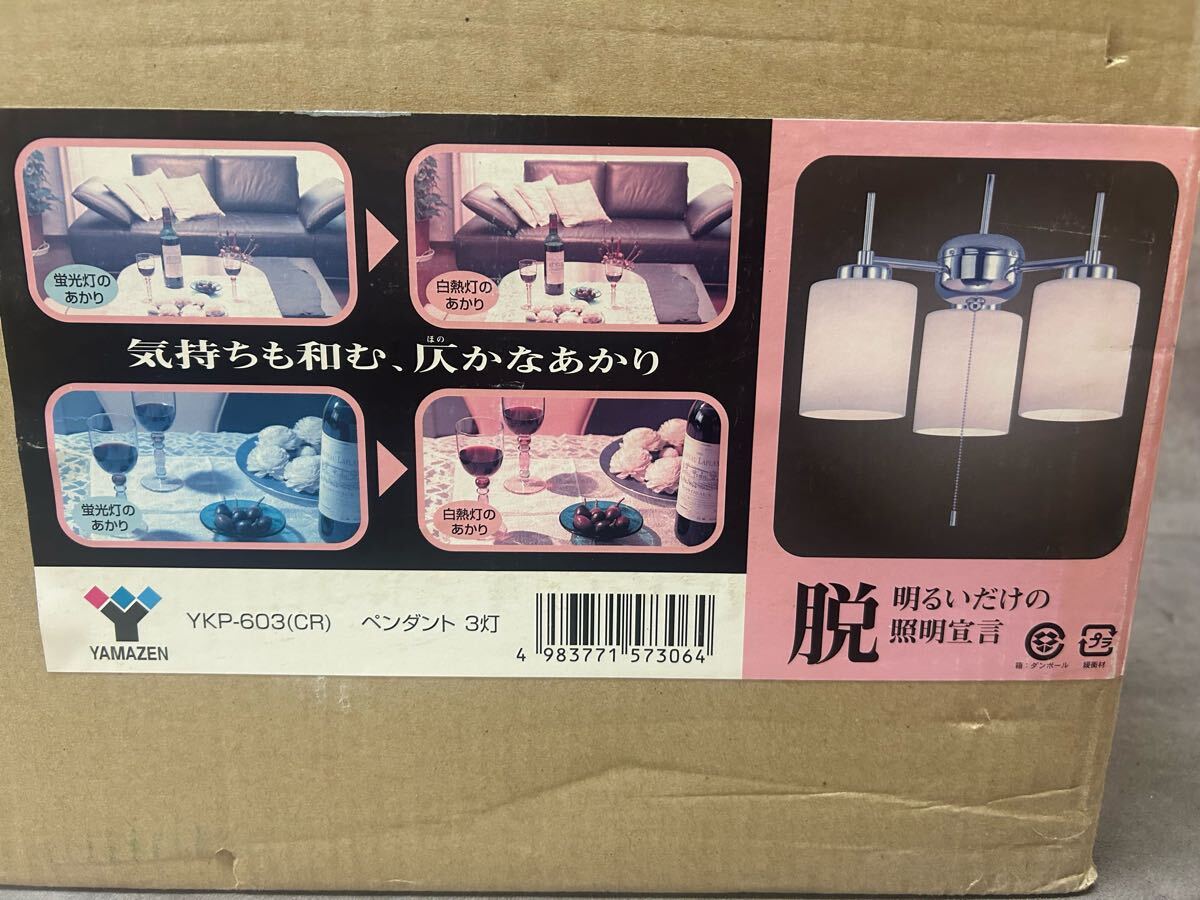 蛍光灯の
あかり
白熱灯の
あかり
ほの
気持ちも和む、仄かなあかり
蛍光灯の
あかり
白熱灯の
あかり
YAMAZEN
YKP-603(CR) ペンダント 3灯
4 983771 573064
脱 明るいだけの
照明宣言
箱：ダンボール
プラ
緩衝材